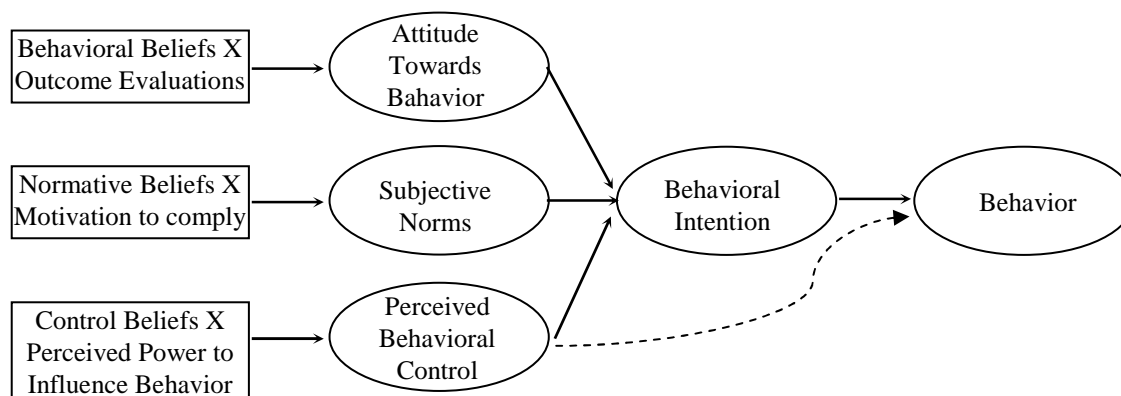 Behavioral Beliefs X
Outcome Evaluations
Attitude
Towards
Bahavior
Normative Beliefs X
Motivation to comply
Subjective
Norms
Behavioral
Intention
Behavior
Control Beliefs X
Perceived Power to
Influence Behavior
Perceived
Behavioral
Control